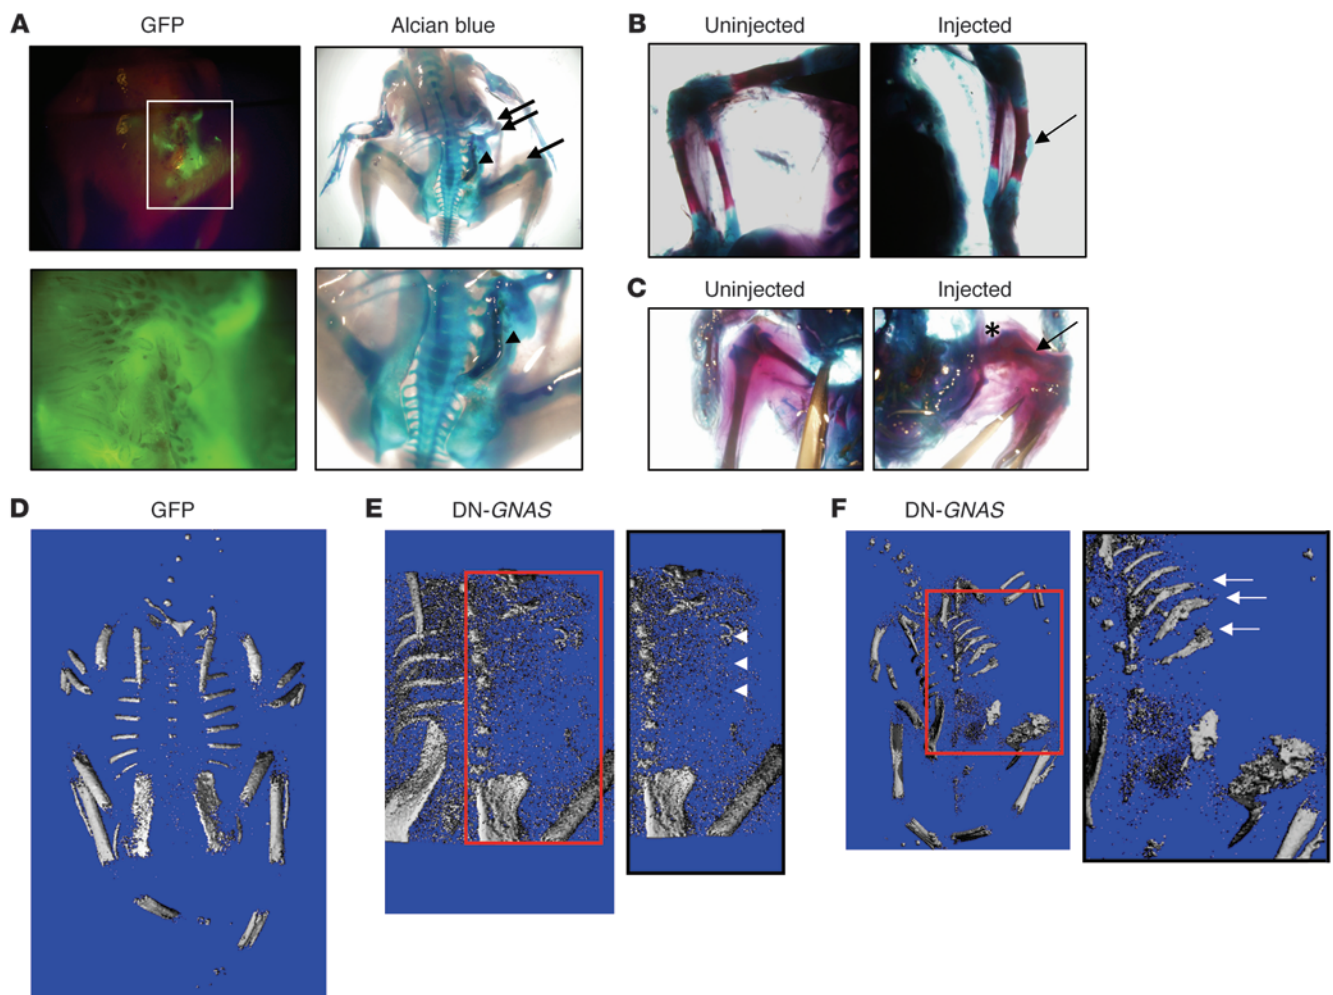 A
GFP
Alcian blue
B
Uninjected
Injected
C
Uninjected
Injected
*
D
GFP
E
DN-GNAS
F
DN-GNAS